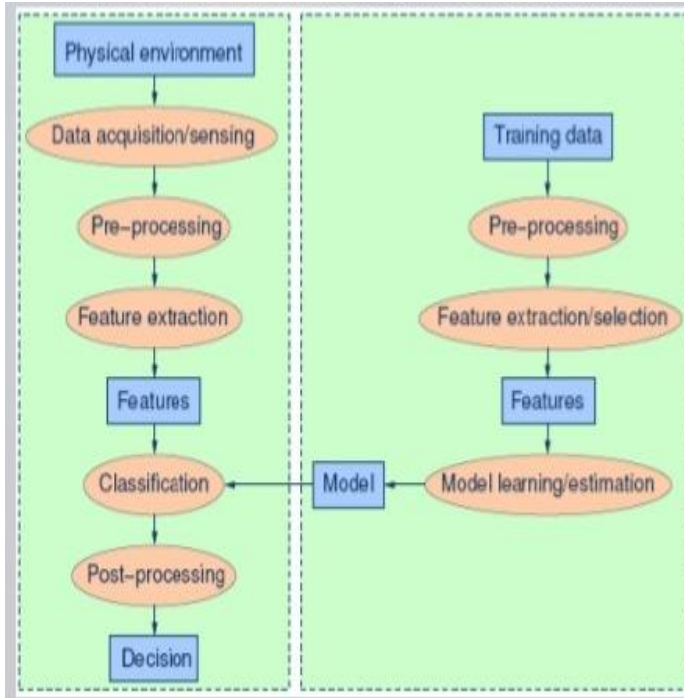 Physical environment
Data acquisition/sensing
Pre-processing
Feature extraction
Features
Classification
Post-processing
Decision
Training data
Pre-processing
Feature extraction/selection
Features
Model learning/estimation
Model